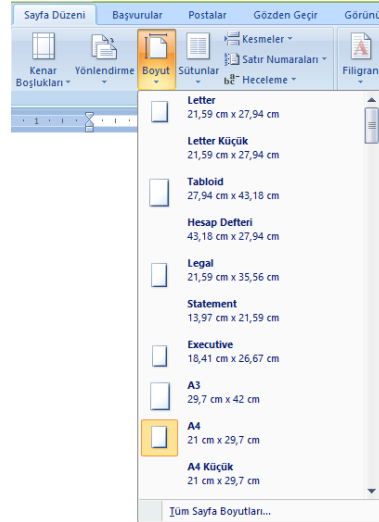 Sayfa Düzeni Başvurular Postalar Gözden Geçir
Kenar Boşlukları
Yönlendirme
Boyut
Sütunlar
Kesmeler
Satır Numaraları
Heceleme
Letter
21,59 cm x 27,94 cm
Letter Küçük
21,59 cm x 27,94 cm
Tabloid
27,94 cm x 43,18 cm
Hesap Defteri
43,18 cm x 27,94 cm
Legal
21,59 cm x 35,56 cm
Statement
13,97 cm x 21,59 cm
Executive
18,41 cm x 26,67 cm
A3
29,7 cm x 42 cm
A4
21 cm x 29,7 cm
A4 Küçük
21 cm x 29,7 cm
Tüm Sayfa Boyutları...